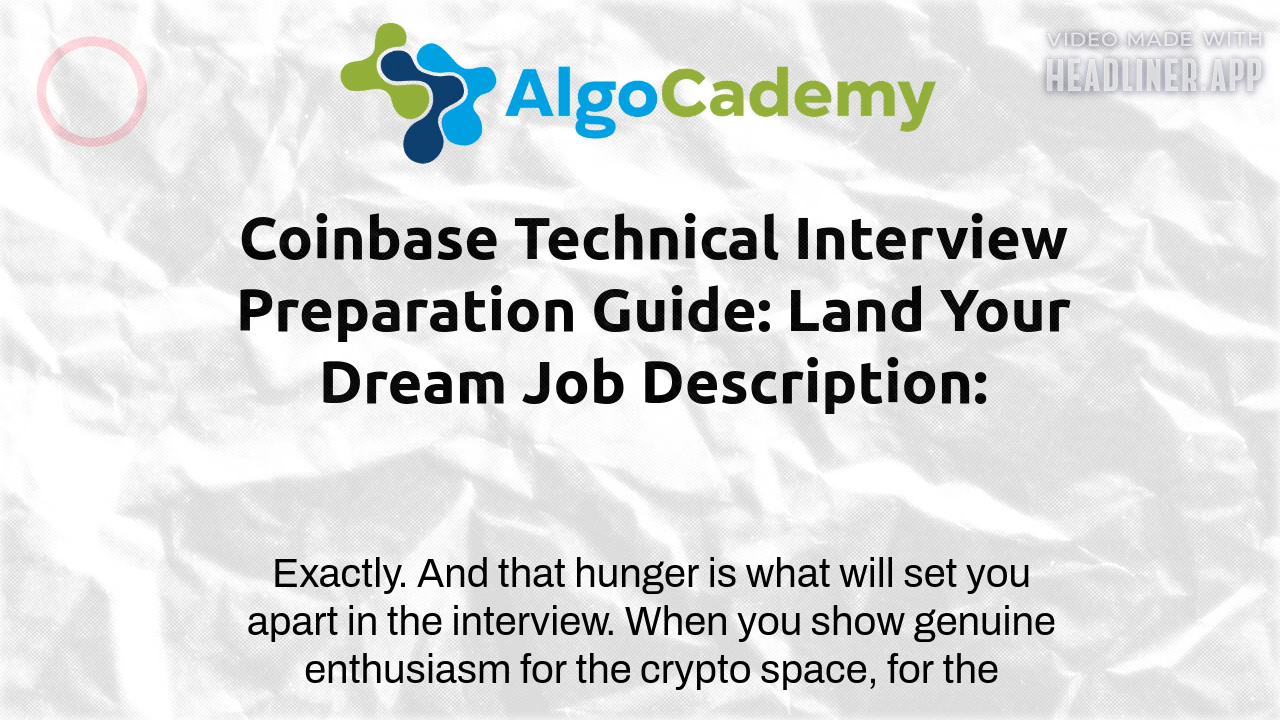 VIDEO MADE WITH
HEADLINER.APP
AlgoCademy
Coinbase Technical Interview
Preparation Guide: Land Your
Dream Job Description:
Exactly. And that hunger is what will set you
apart in the interview. When you show genuine
enthusiasm for the crypto space, for the